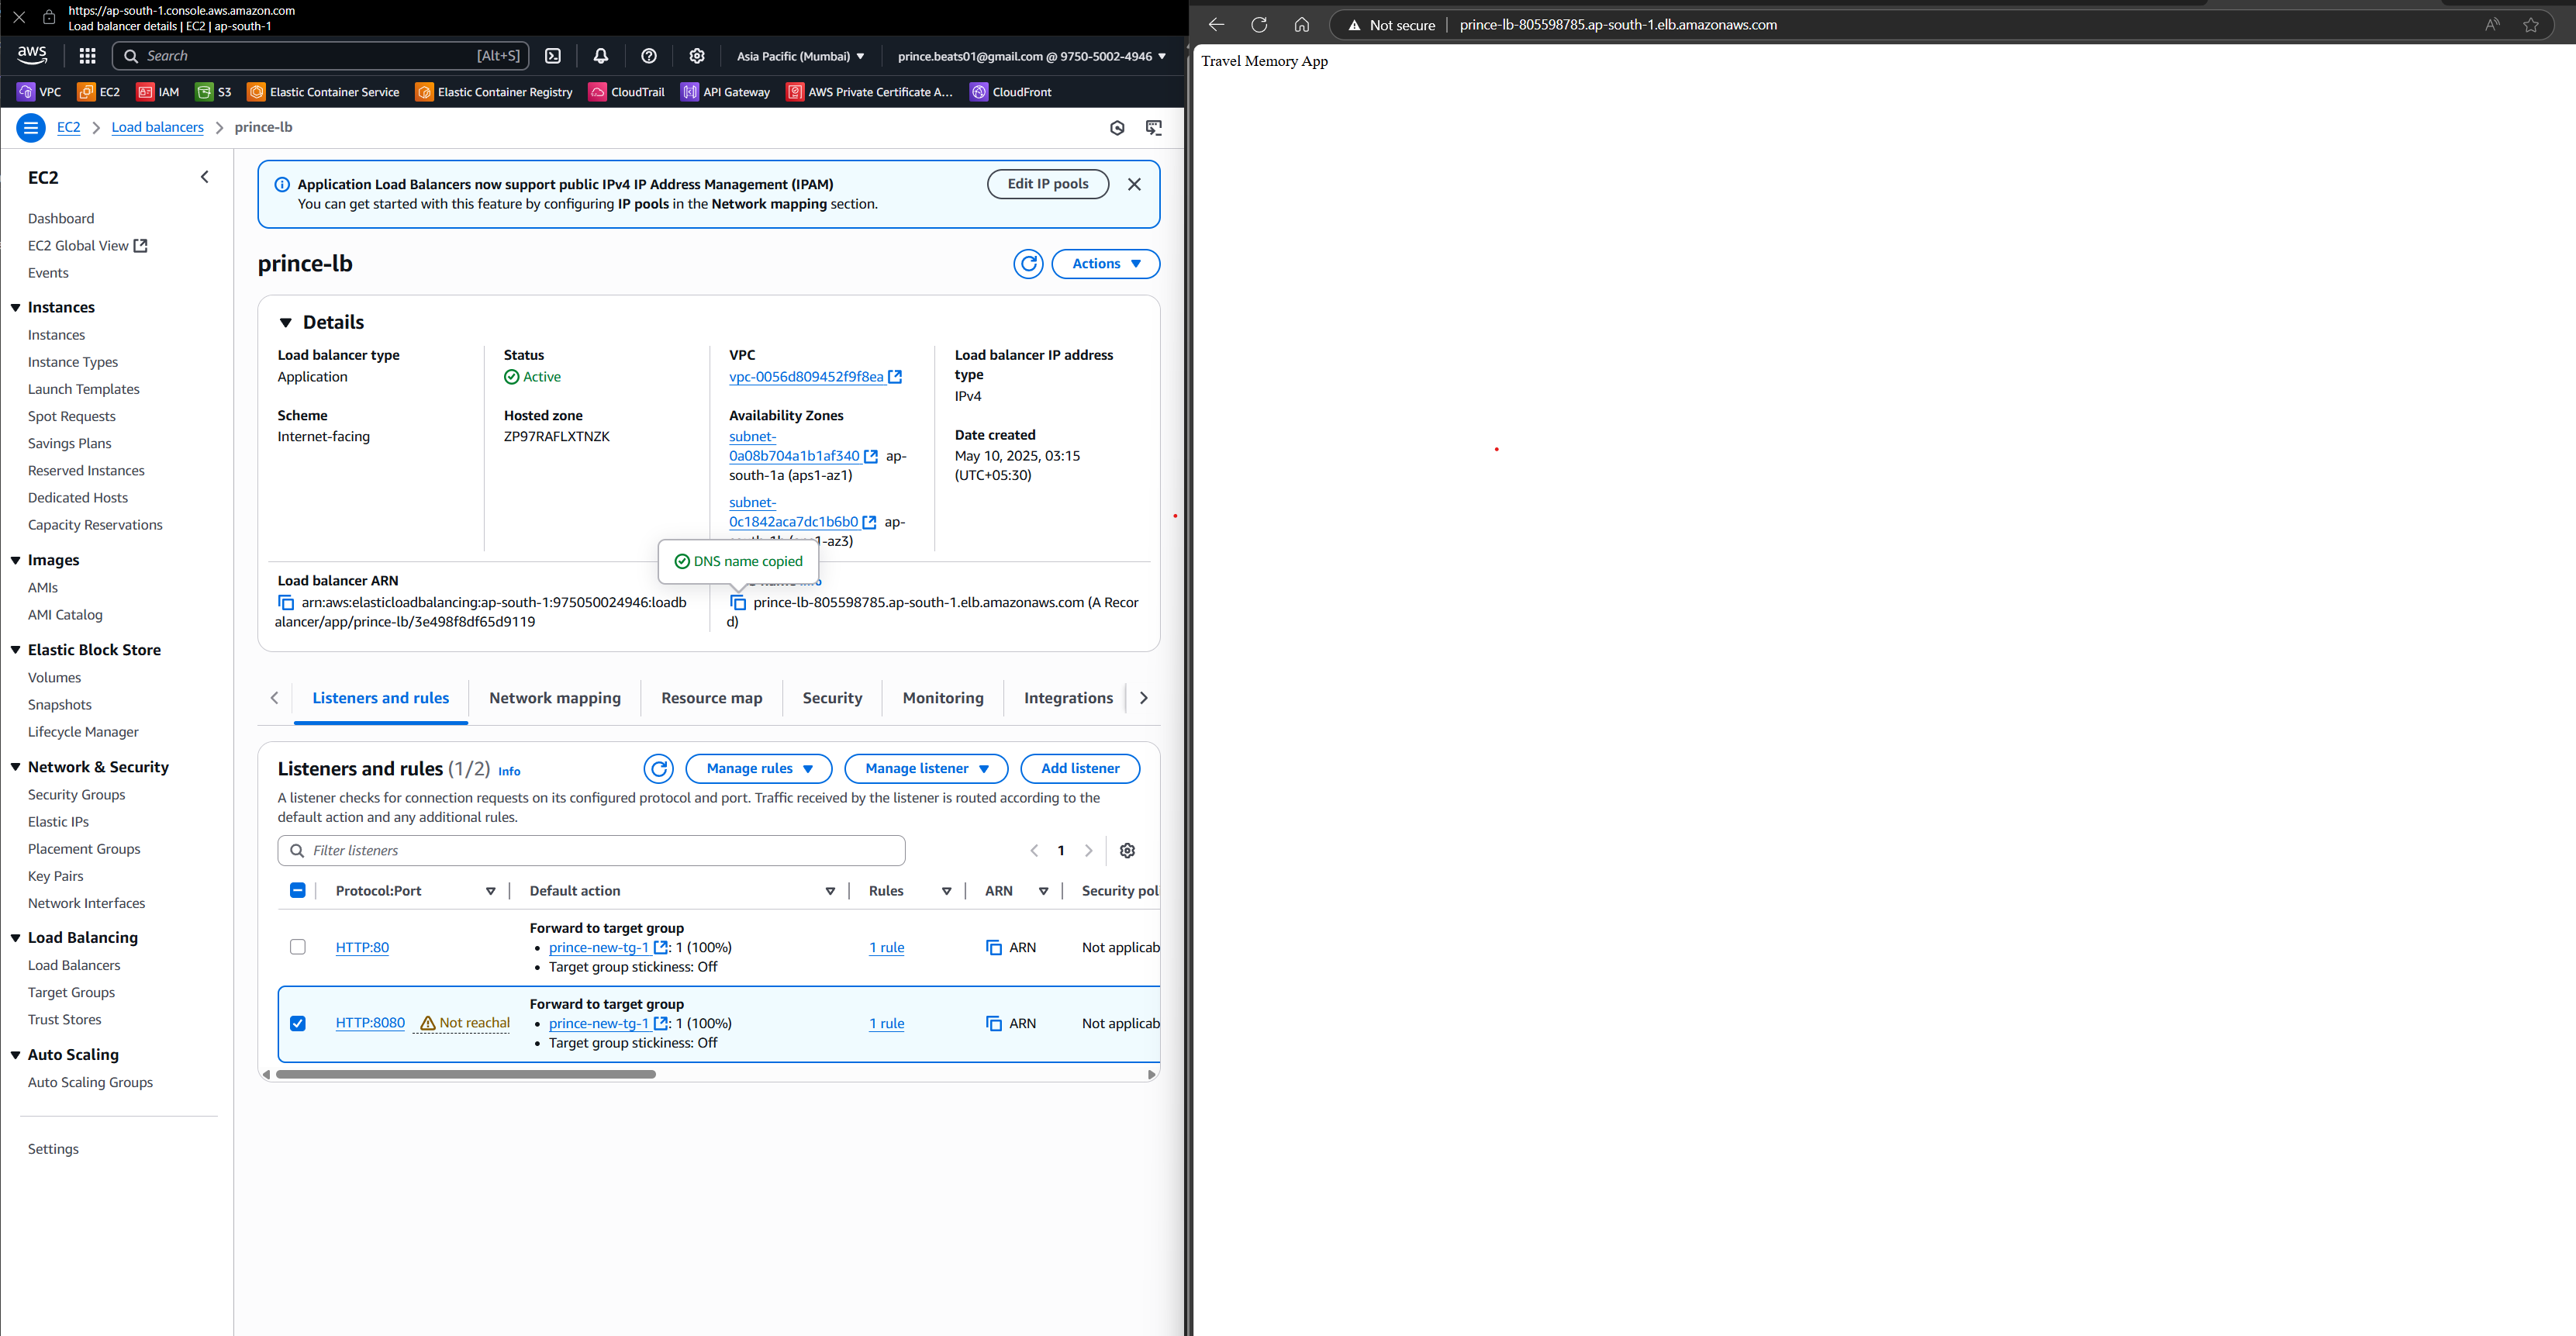 https://ap-south-1.console.aws.amazon.com
Load balancer details | EC2 | ap-south-1
aws
Search
[Alt+S]
Asia Pacific (Mumbai)
prince.beats01@gmail.com @ 9750-5002-4946
VPC
EC2
IAM
S3
Elastic Container Service
Elastic Container Registry
CloudTrail
API Gateway
AWS Private Certificate A...
CloudFront
EC2
Load balancers
prince-lb
EC2
Dashboard
EC2 Global View
Events
Instances
Instances
Instance Types
Launch Templates
Spot Requests
Savings Plans
Reserved Instances
Dedicated Hosts
Capacity Reservations
Images
AMIs
AMI Catalog
Elastic Block Store
Volumes
Snapshots
Lifecycle Manager
Network & Security
Security Groups
Elastic IPs
Placement Groups
Key Pairs
Network Interfaces
Load Balancing
Load Balancers
Target Groups
Trust Stores
Auto Scaling
Auto Scaling Groups
Settings
Application Load Balancers now support public IPv4 IP Address Management (IPAM)
You can get started with this feature by configuring IP pools in the Network mapping section.
Edit IP pools
prince-lb
Actions
Details
Load balancer type
Application
Scheme
Internet-facing
Status
Active
Hosted zone
ZP97RAFLXTNZK
VPC
vpc-0056d809452f9f8ea
Availability Zones
subnet-
0a08b704a1b1af340 ap-
south-1a (aps1-az1)
subnet-
0c1842aca7dc1b6b0 ap-
1-az3)
Load balancer IP address
type
IPv4
Date created
May 10, 2025, 03:15
(UTC+05:30)
DNS name copied
Load balancer ARN
arn:aws:elasticloadbalancing:ap-south-1:975050024946:loadb
alancer/app/prince-lb/3e498f8df65d9119
prince-lb-805598785.ap-south-1.elb.amazonaws.com (A Recor
d)
Listeners and rules
Network mapping
Resource map
Security
Monitoring
Integrations
Listeners and rules (1/2) Info
Manage rules
Manage listener
Add listener
A listener checks for connection requests on its configured protocol and port. Traffic received by the listener is routed according to the
default action and any additional rules.
Filter listeners
1
Protocol:Port
Default action
Rules
ARN
Security pol
HTTP:80
Forward to target group
• prince-new-tg-1 : 1 (100%)
• Target group stickiness: Off
1 rule
ARN
Not applicab
HTTP:8080
Not reachal
Forward to target group
• prince-new-tg-1 : 1 (100%)
• Target group stickiness: Off
1 rule
ARN
Not applicab
Not secure
prince-lb-805598785.ap-south-1.elb.amazonaws.com
Travel Memory App